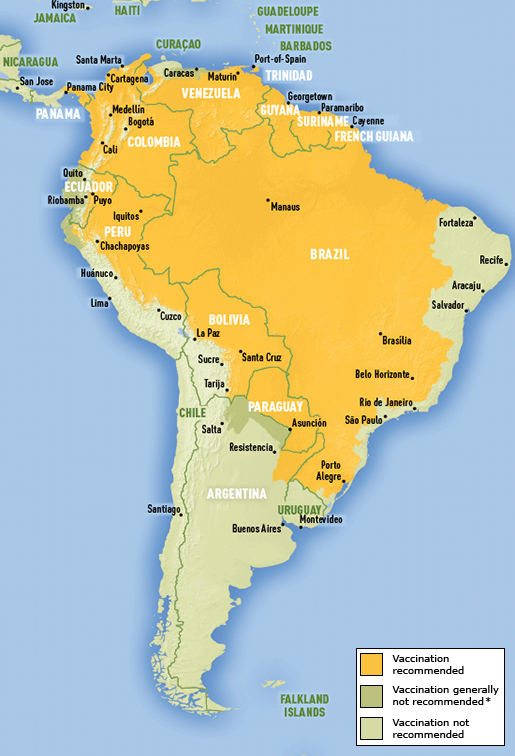 Kingston
JAMAICA
HAITI
GUADELOUPE
MARTINIQUE
BARBADOS
CURAÇAO
NICARAGUA
Santa Marta
Port-of-Spain
San Jose
Cartagena
Caracas
Maturin
TRINIDAD
Panama City
VENEZUELA
Georgetown
PANAMA
Medellín
GUYANA
Paramaribo
Bogotá
SURINAME
Cayenne
COLOMBIA
FRENCH GUIANA
Cali
Quito
ECUADOR
Riobamba
Puyo
Manaus
Iquitos
Fortaleza
PERU
Chachapoyas
BRAZIL
Recife
Huánuco
Aracaju
Lima
Salvador
Cuzco
BOLIVIA
La Paz
Brasília
Sucre
Santa Cruz
Belo Horizonte
Tarija
Rio de Janeiro
CHILE
PARAGUAY
São Paulo
Salta
Asunción
Resistencia
Porto
Alegre
ARGENTINA
Santiago
URUGUAY
Montevideo
Buenos Aires
Vaccination
recommended
Vaccination generally
not recommended*
Vaccination not
recommended
FALKLAND
ISLANDS